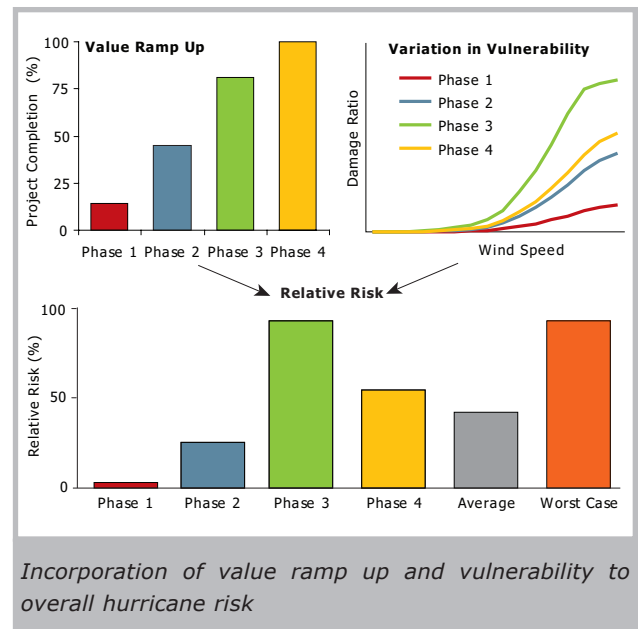 Value Ramp Up
Project Completion (%)
100
75
50
25
0
Phase 1 Phase 2 Phase 3 Phase 4
Variation in Vulnerability
Phase 1
Phase 2
Phase 3
Phase 4
Damage Ratio
Wind Speed
Relative Risk
Relative Risk (%)
100
50
0
Phase 1 Phase 2 Phase 3 Phase 4 Average Worst Case
Incorporation of value ramp up and vulnerability to
overall hurricane risk